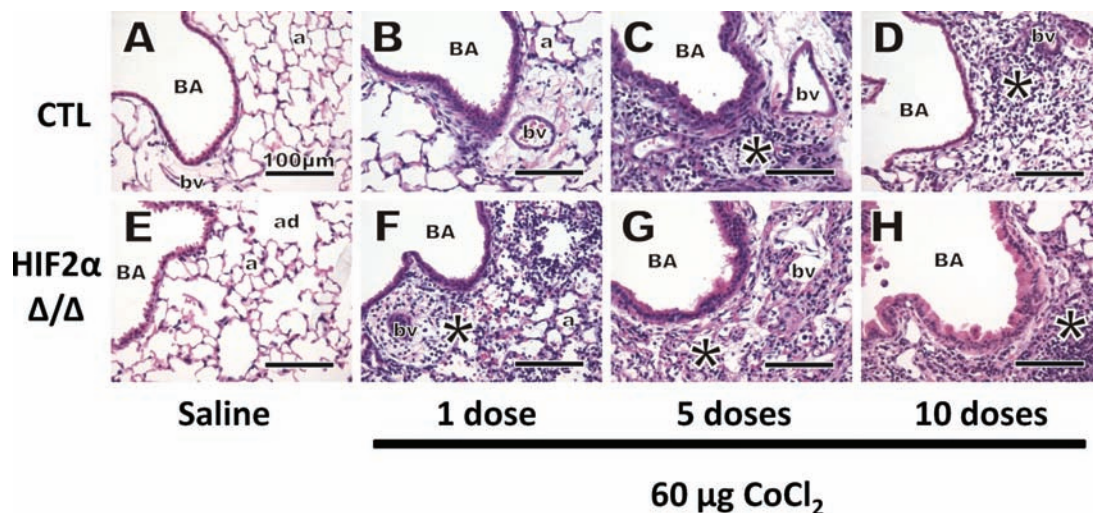 A
a
BA
100μm
bv
B
a
BA
bv
C
BA
bv
*
D
bv
BA
*
CTL
E
ad
BA
a
F
BA
bv
*
a
G
BA
bv
*
H
BA
*
HIF2α
Δ/Δ
Saline
1 dose
5 doses
10 doses
60 μg CoCl₂